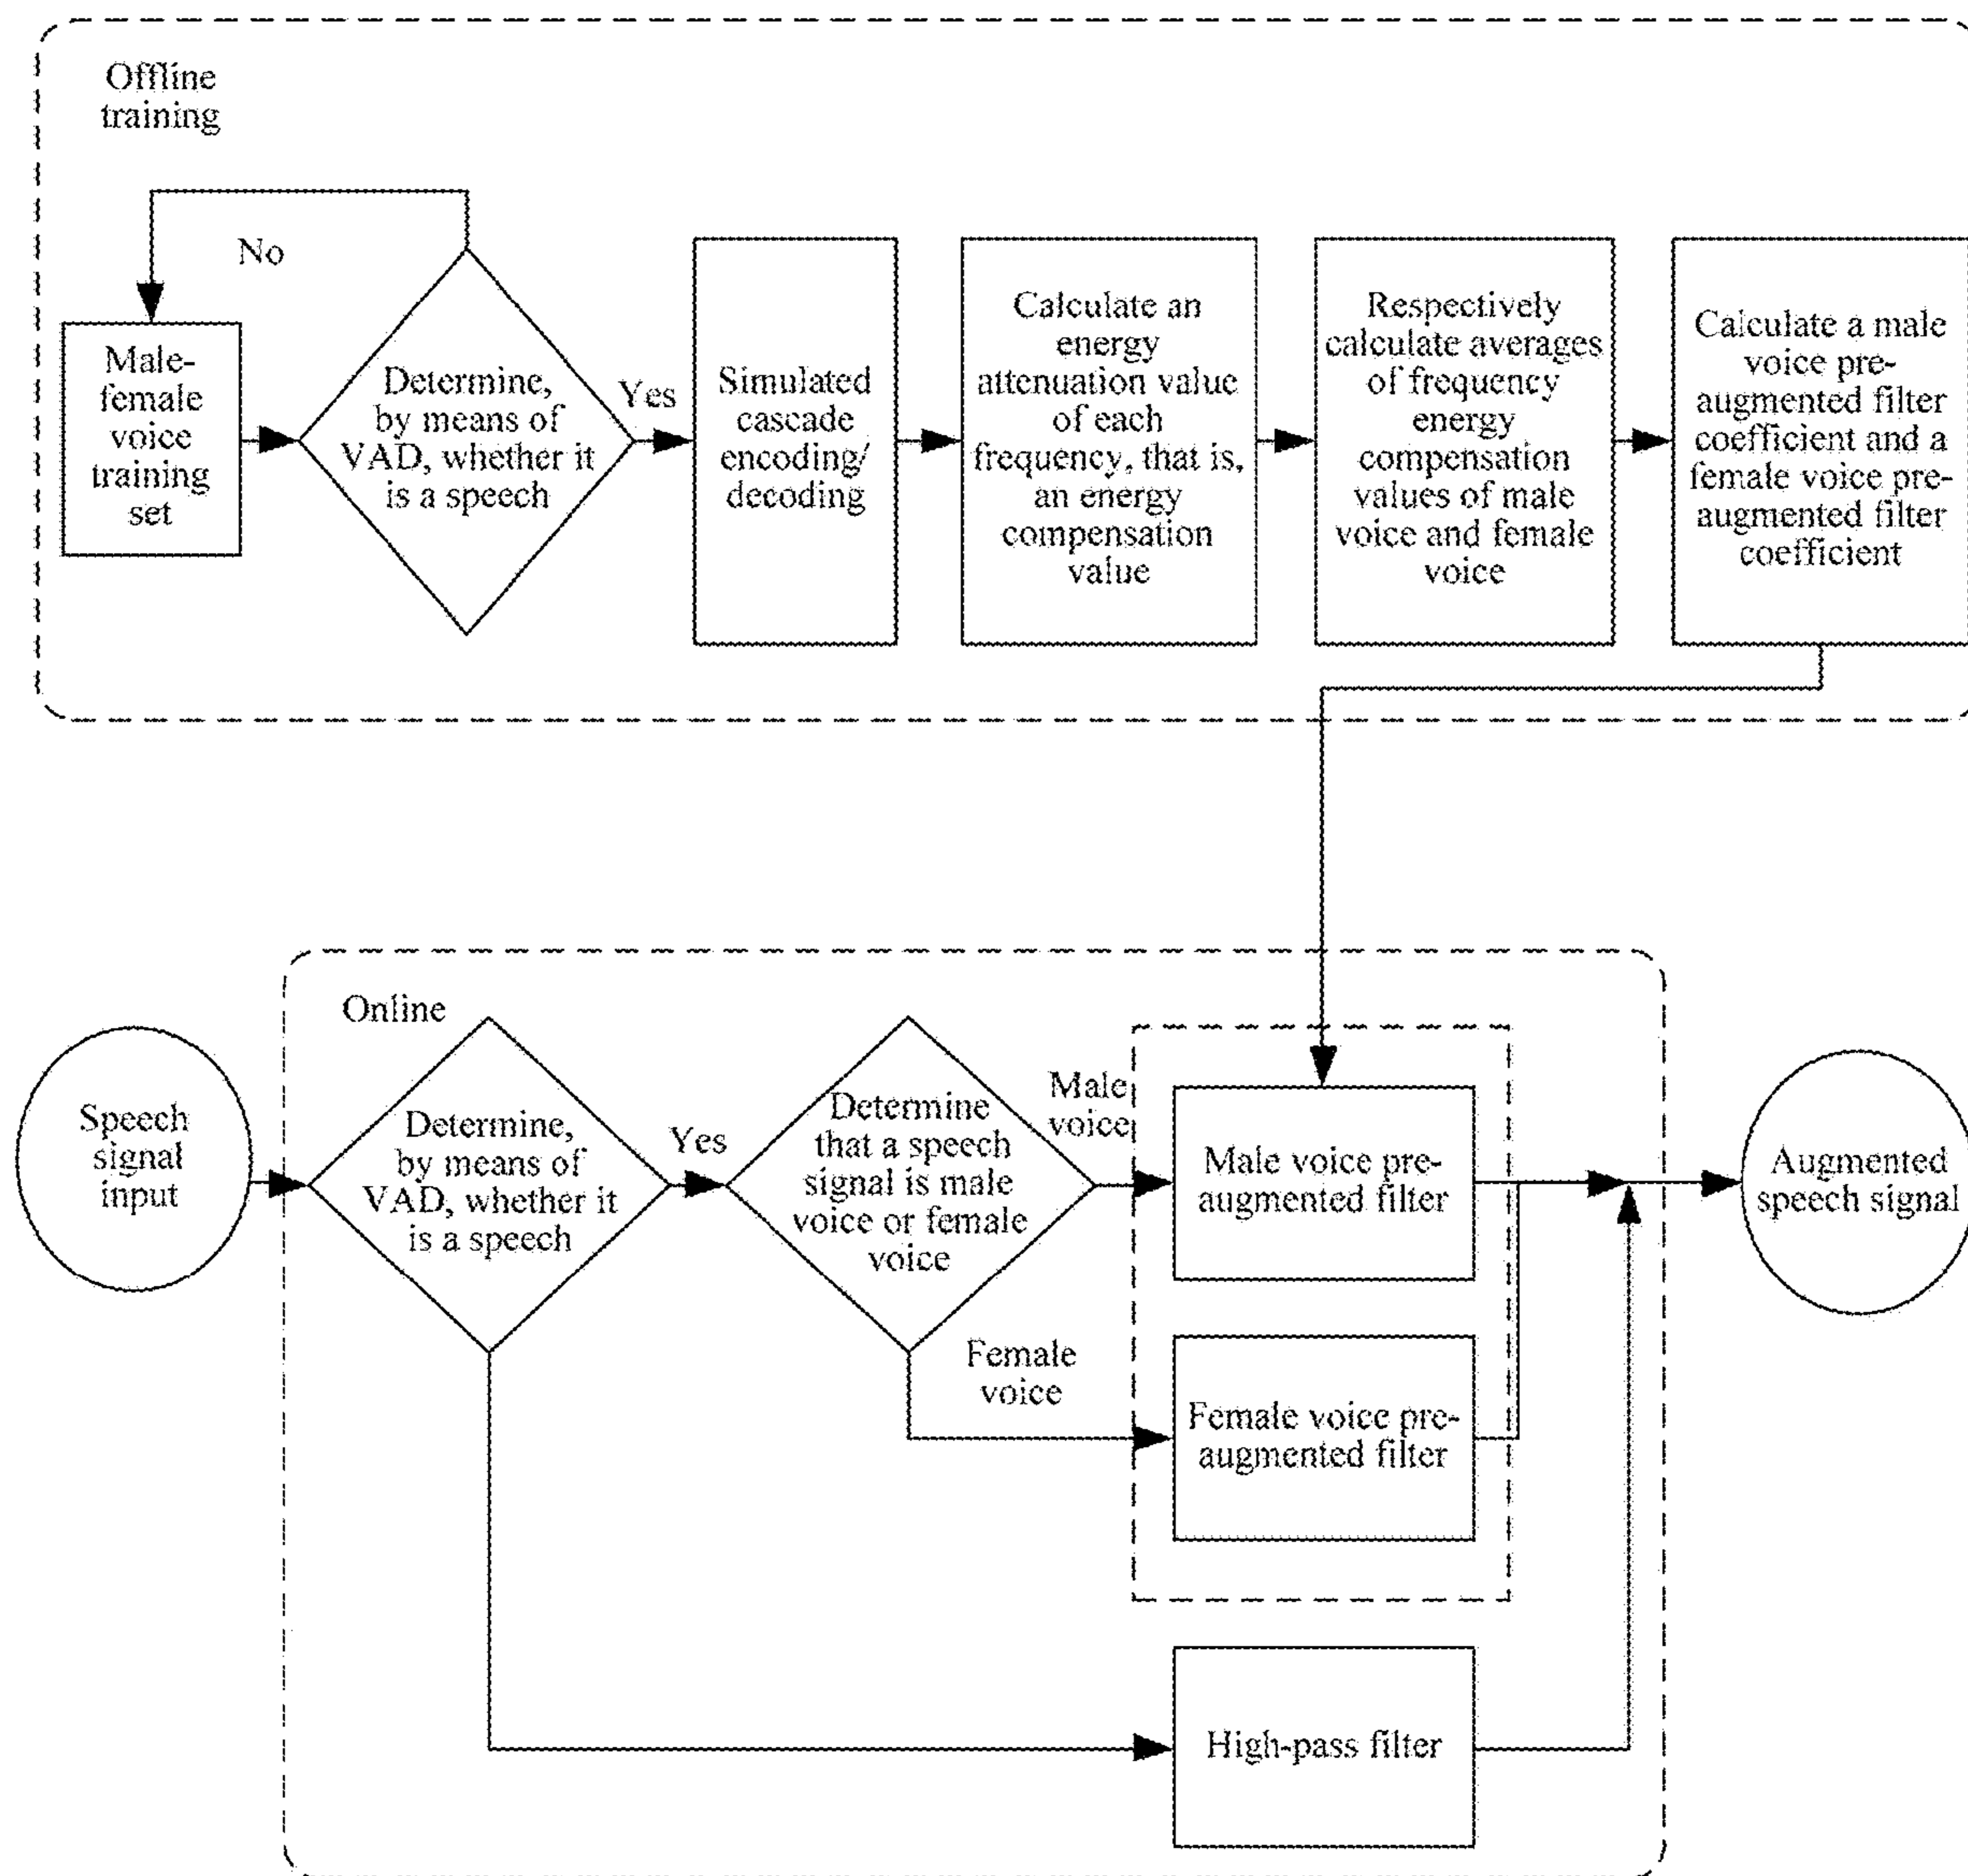 Offline
training
No
Male-
female
voice
training
set
Determine,
by means of
VAD, whether it
is a speech
Yes
Simulated
cascade
encoding/
decoding
Calculate an
energy
attenuation value
of each
frequency, that is,
an energy
compensation
value
Respectively
calculate averages
of frequency
energy
compensation
values of male
voice and female
voice
Calculate a male
voice pre-
augmented filter
coefficient and a
female voice pre-
augmented filter
coefficient
Online
Speech
signal
input
Determine,
by means of
VAD, whether it
is a speech
Yes
Determine
that a speech
signal is male
voice or female
voice
Male
voice
Male voice pre-
augmented filter
Augmented
speech signal
Female
voice
Female voice pre-
augmented filter
High-pass filter